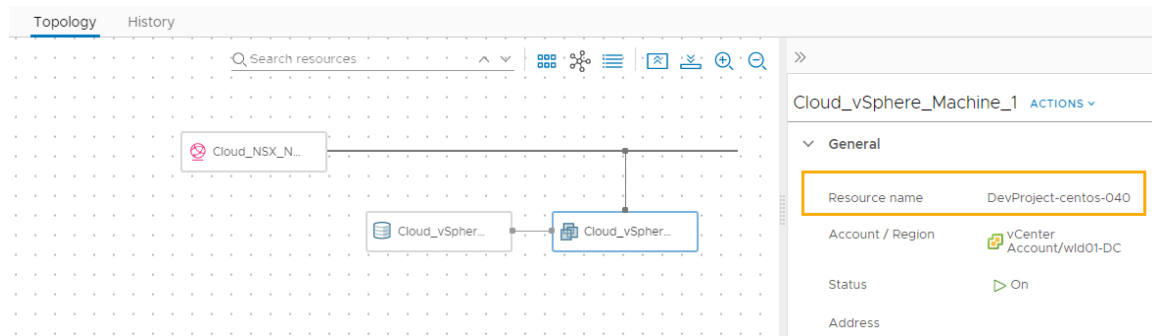 Topology History
Search resources
Cloud_NSX_N...
Cloud_vSpher...
Cloud_vSpher...
Cloud_vSphere_Machine_1 ACTIONS
General
Resource name DevProject-centos-040
Account / Region vCenter
Account/wld01-DC
Status On
Address